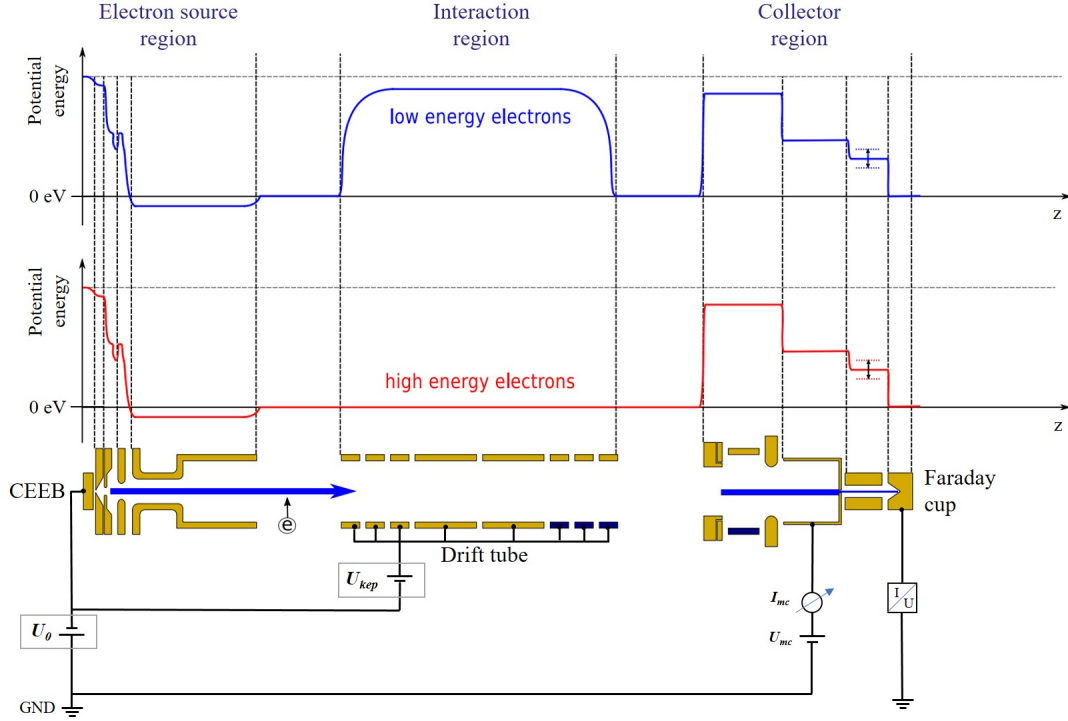 Electron source
region
Interaction
region
Collector
region
Potential
energy
low energy electrons
0 eV
z
Potential
energy
high energy electrons
0 eV
z
CEEB
e
Faraday
cup
Drift tube
U_kep
I_mc
I
U
U_0
U_mc
GND